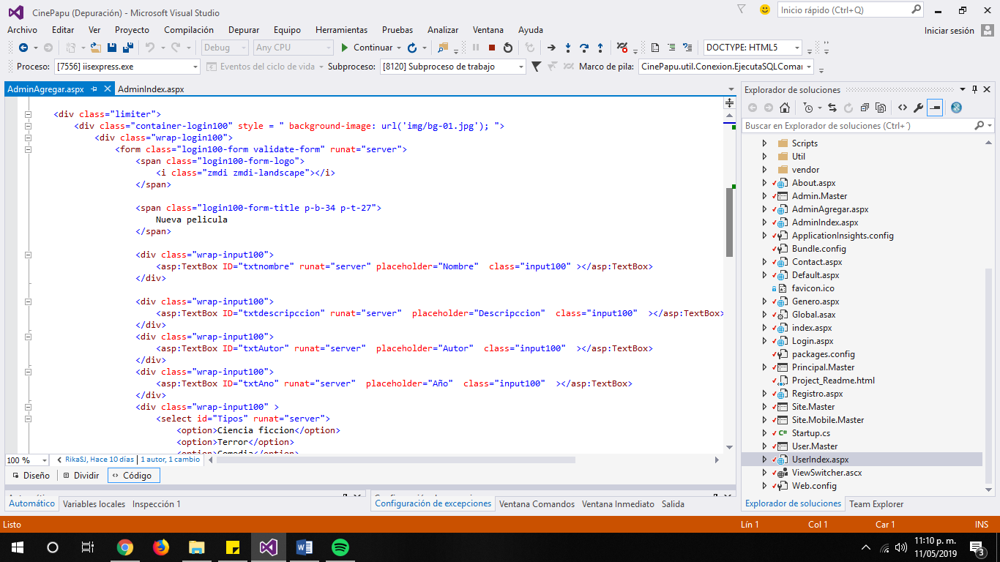 CinePapu (Depuración) - Microsoft Visual Studio
Inicio rápido (Ctrl+Q)
Archivo Editar Ver Proyecto Compilación Depurar Equipo Herramientas Pruebas Analizar Ventana Ayuda
Iniciar sesión
Debug Any CPU Continuar DOCTYPE: HTML5
Proceso: [7556] iisexpress.exe Eventos del ciclo de vida Subproceso: [8120] Subproceso de trabajo Marco de pila: CinePapu.util.Conexion.EjecutaSQLComar
AdminAgregar.aspx AdminIndex.aspx
<div class="limiter">
<div class="container-login100" style = " background-image: url('img/bg-01.jpg'); ">
<div class="wrap-login100">
<form class="login100-form validate-form" runat="server">
<span class="login100-form-logo">
<i class="zmdi zmdi-landscape"></i>
</span>
<span class="login100-form-title p-b-34 p-t-27">
Nueva pelicula
</span>
<div class="wrap-input100">
<asp:TextBox ID="txtnombre" runat="server" placeholder="Nombre"  class="input100" ></asp:TextBox>
</div>
<div class="wrap-input100">
<asp:TextBox ID="txtdescripccion" runat="server"  placeholder="Descripccion"  class="input100"  ></asp:TextBox>
</div>
<div class="wrap-input100">
<asp:TextBox ID="txtAutor" runat="server"  placeholder="Autor"  class="input100"  ></asp:TextBox>
</div>
<div class="wrap-input100">
<asp:TextBox ID="txtAno" runat="server"  placeholder="Año"  class="input100"  ></asp:TextBox>
</div>
<div class="wrap-input100" >
<select id="Tipos" runat="server">
<option>Ciencia ficcion</option>
<option>Terror</option>
<option>Comedia</option>
100 % RikaSJ, Hace 10 días | 1 autor, 1 cambio
Diseño Dividir Código
Automático Variables locales Inspección 1
Configuración de excepciones Ventana Comandos Ventana Inmediato Salida
Explorador de soluciones
Buscar en Explorador de soluciones (Ctrl+´)
Scripts
Util
vendor
About.aspx
Admin.Master
AdminAgregar.aspx
AdminIndex.aspx
ApplicationInsights.config
Bundle.config
Contact.aspx
Default.aspx
favicon.ico
Genero.aspx
Global.asax
index.aspx
Login.aspx
packages.config
Principal.Master
Project_Readme.html
Registro.aspx
Site.Master
Site.Mobile.Master
Startup.cs
User.Master
UserIndex.aspx
ViewSwitcher.ascx
Web.config
Explorador de soluciones Team Explorer
Listo Lín 1 Col 1 Car 1 INS
11:10 p. m.
11/05/2019
3